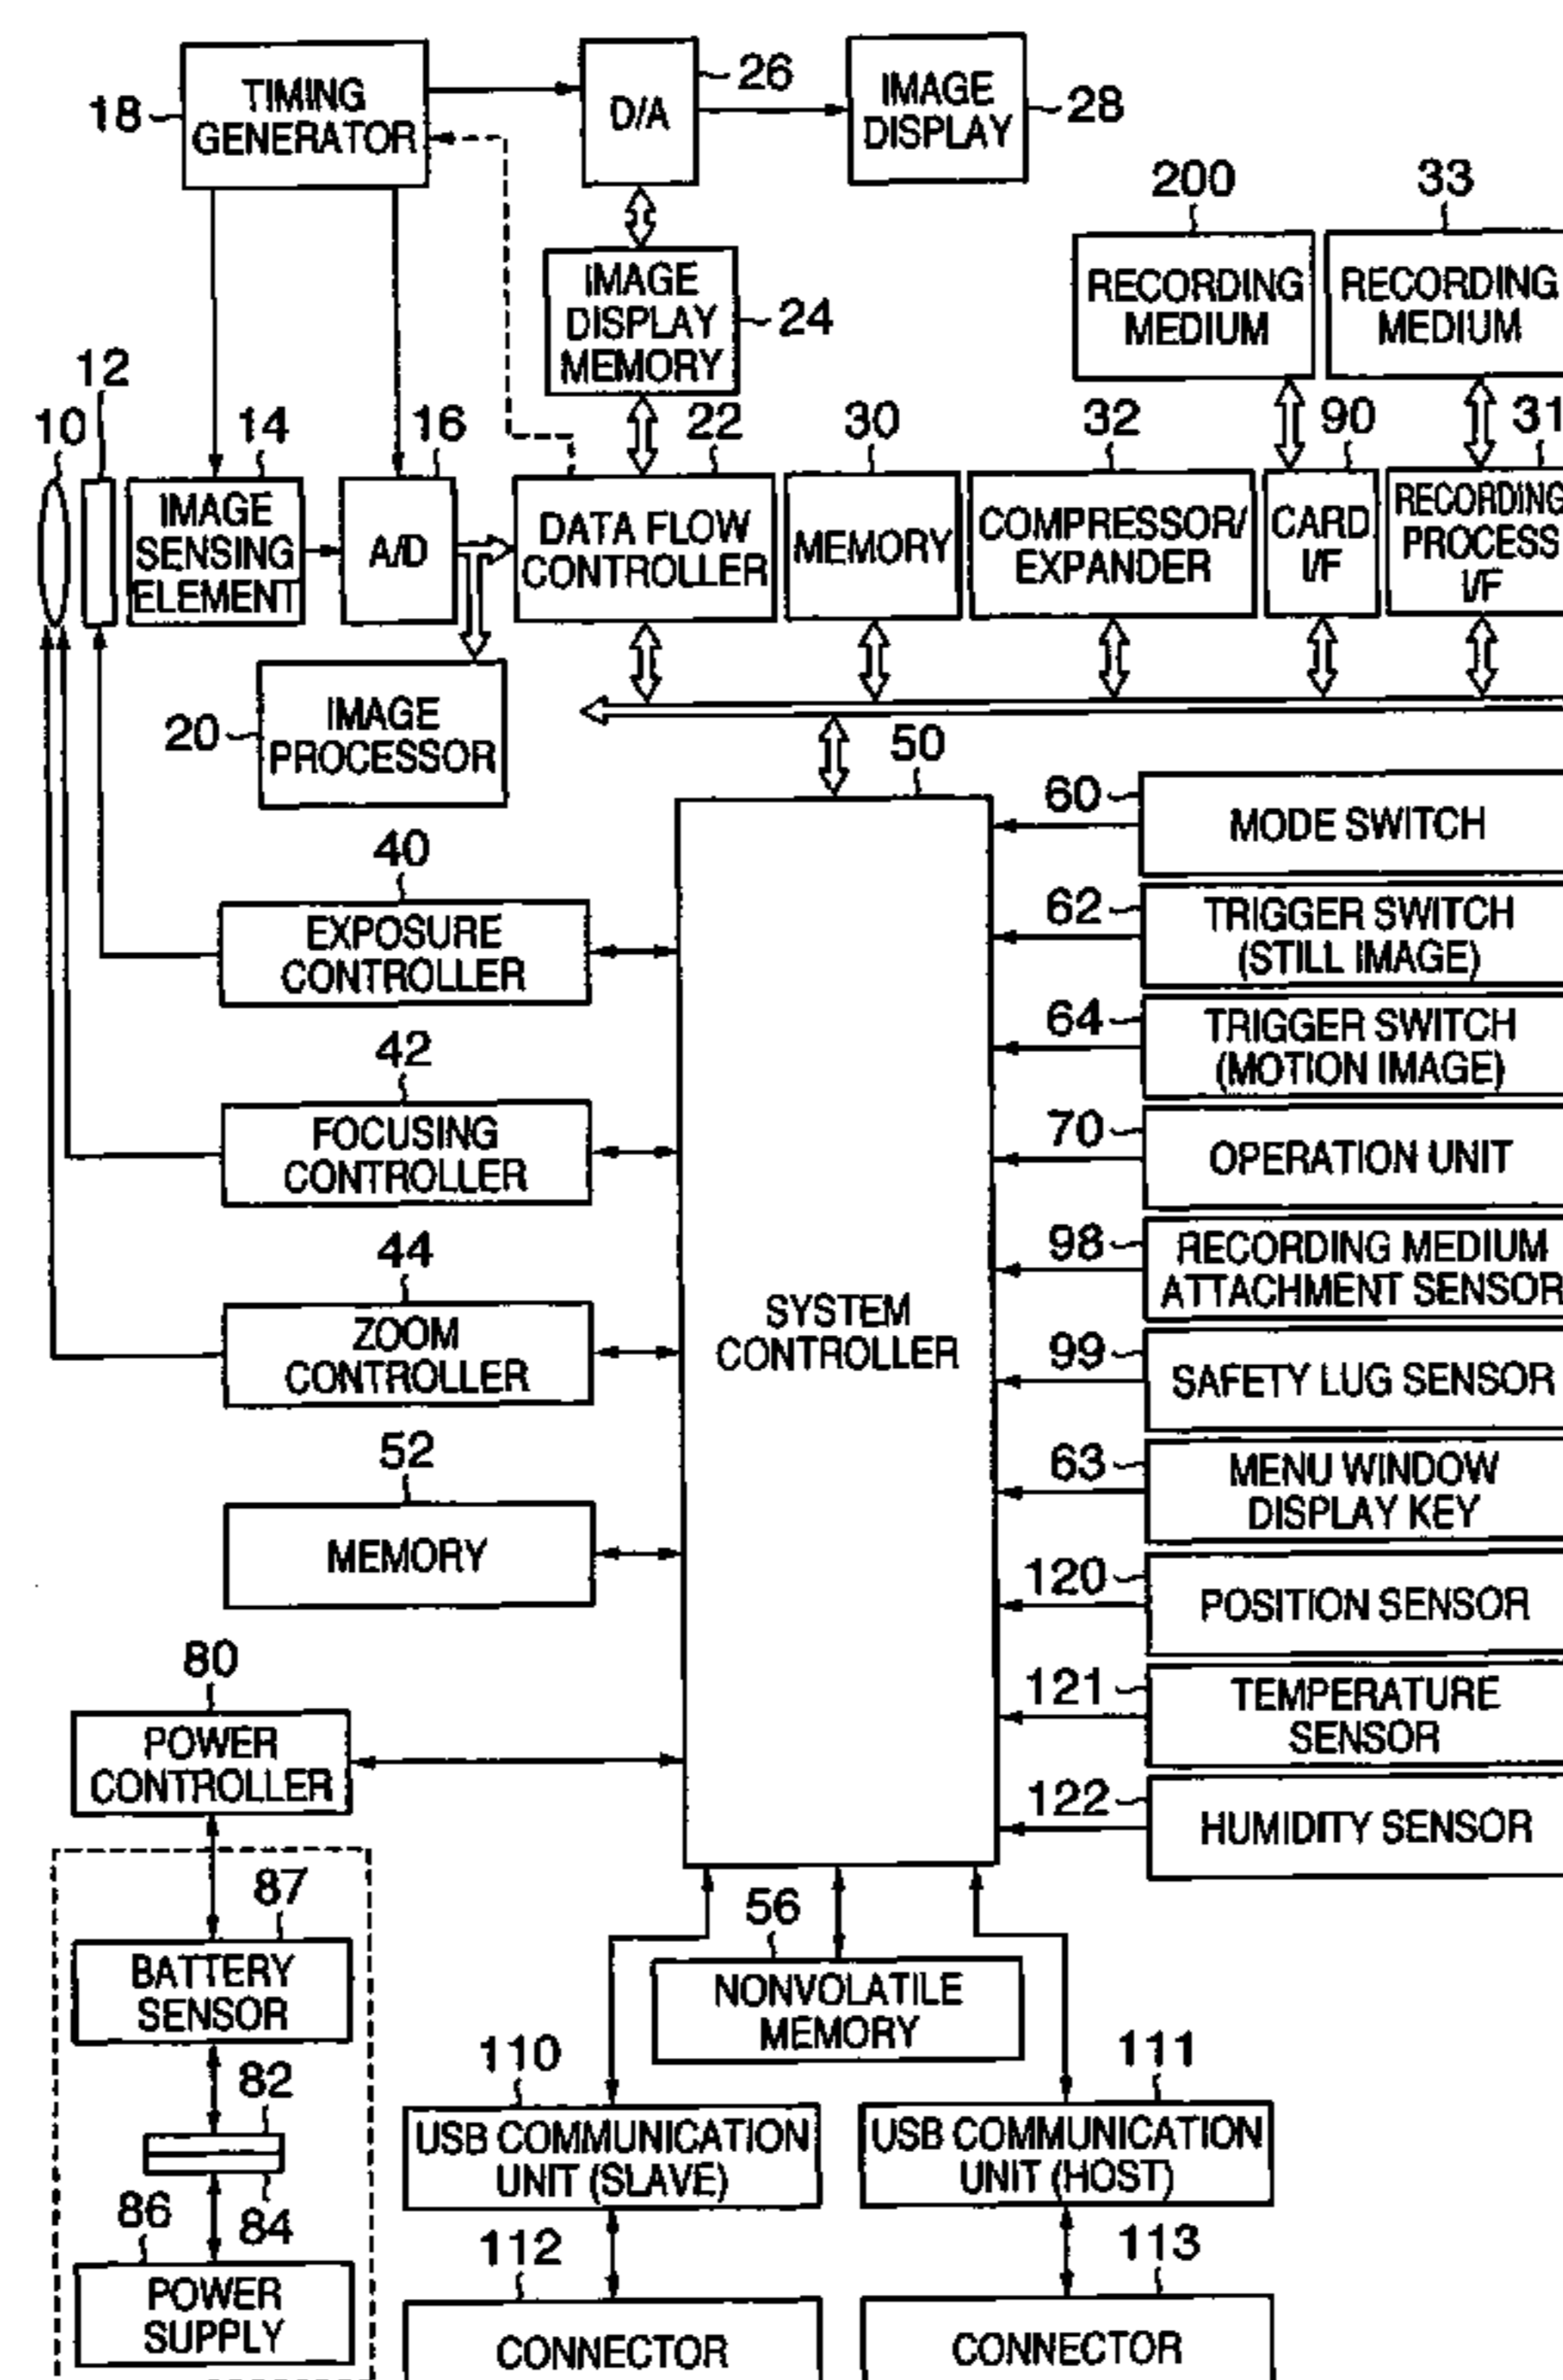 18
TIMING
GENERATOR
D/A
26
IMAGE
DISPLAY
28
200
RECORDING
MEDIUM
33
RECORDING
MEDIUM
IMAGE
DISPLAY
MEMORY
24
10
12
14
IMAGE
SENSING
ELEMENT
16
A/D
22
DATA FLOW
CONTROLLER
30
MEMORY
32
COMPRESSOR/
EXPANDER
90
CARD
I/F
31
RECORDING
PROCESS
I/F
20
IMAGE
PROCESSOR
50
SYSTEM
CONTROLLER
40
EXPOSURE
CONTROLLER
42
FOCUSING
CONTROLLER
44
ZOOM
CONTROLLER
52
MEMORY
60
MODE SWITCH
62
TRIGGER SWITCH
(STILL IMAGE)
64
TRIGGER SWITCH
(MOTION IMAGE)
70
OPERATION UNIT
98
RECORDING MEDIUM
ATTACHMENT SENSOR
99
SAFETY LUG SENSOR
63
MENU WINDOW
DISPLAY KEY
120
POSITION SENSOR
121
TEMPERATURE
SENSOR
122
HUMIDITY SENSOR
80
POWER
CONTROLLER
87
BATTERY
SENSOR
82
84
86
POWER
SUPPLY
56
NONVOLATILE
MEMORY
110
USB COMMUNICATION
UNIT (SLAVE)
111
USB COMMUNICATION
UNIT (HOST)
112
CONNECTOR
113
CONNECTOR